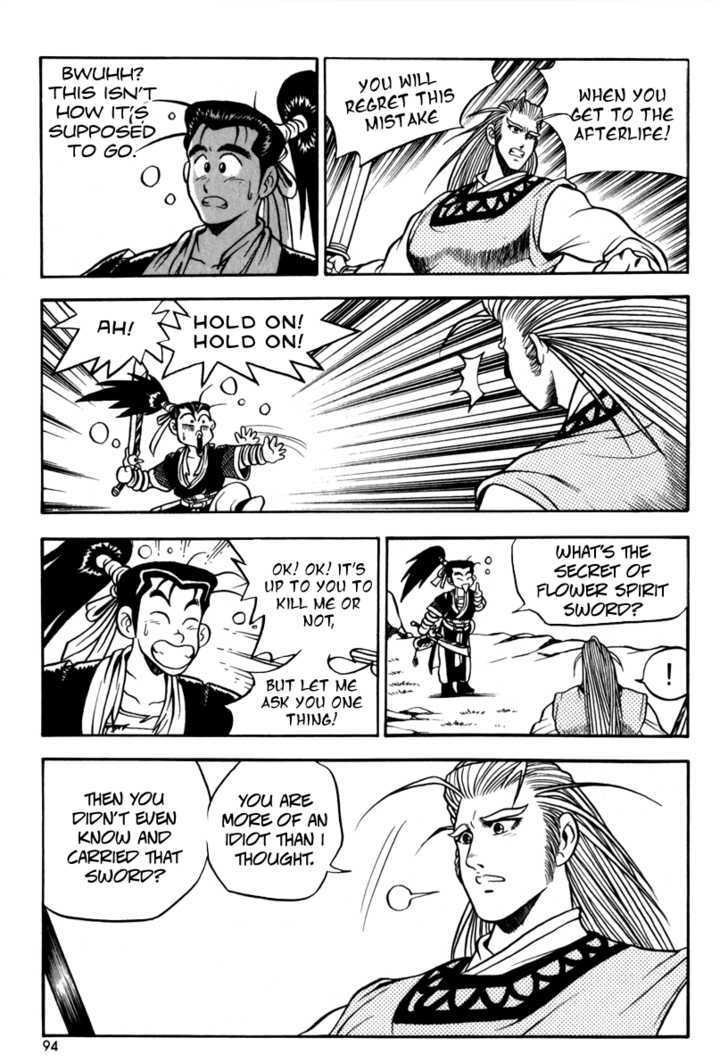 BWUHH?
THIS ISN'T
HOW IT'S
SUPPOSED
TO GO.
YOU WILL
REGRET THIS
MISTAKE
WHEN YOU
GET TO THE
AFTERLIFE!
AH!
HOLD ON!
HOLD ON!
OK! OK! IT'S
UP TO YOU TO
KILL ME OR
NOT,
BUT LET ME
ASK YOU ONE
THING!
WHAT'S THE
SECRET OF
FLOWER SPIRIT
SWORD?
!
THEN YOU
DIDN'T EVEN
KNOW AND
CARRIED THAT
SWORD?
YOU ARE
MORE OF AN
IDIOT THAN I
THOUGHT.
94